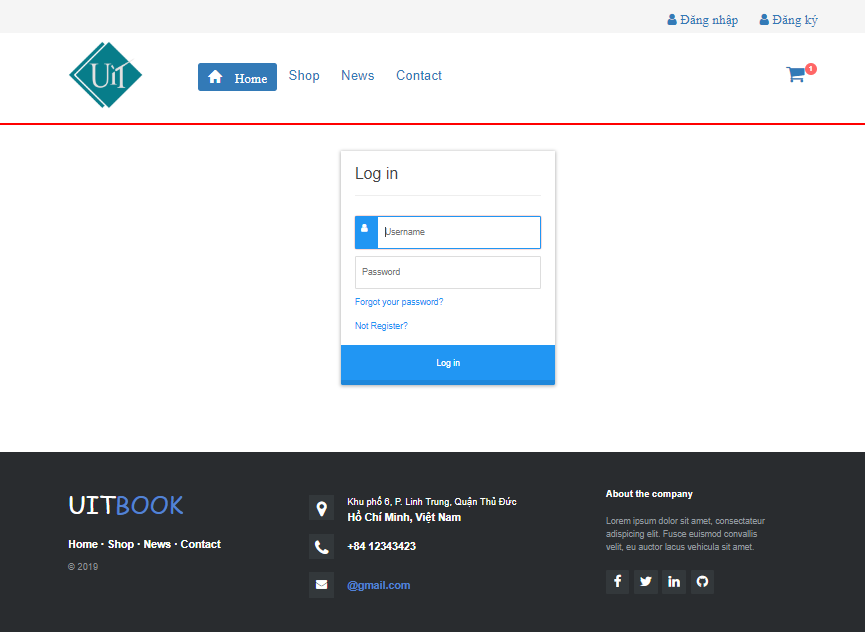 Đăng nhập Đăng ký
UiT
Home Shop News Contact
1
Log in
Username
Password
Forgot your password?
Not Register?
Log in
UITBOOK
Home · Shop · News · Contact
© 2019
Khu phố 6, P. Linh Trung, Quận Thủ Đức
Hồ Chí Minh, Việt Nam
+84 12343423
@gmail.com
About the company
Lorem ipsum dolor sit amet, consectateur
adispicing elit. Fusce euismod convallis
velit, eu auctor lacus vehicula sit amet.